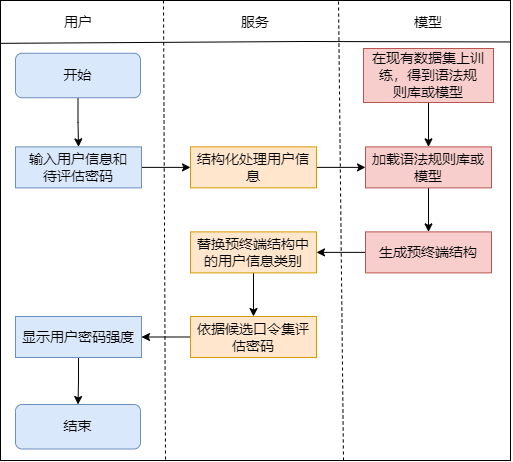 用户
服务
模型
开始
在现有数据集上训
练，得到语法规
则库或模型
输入用户信息和
待评估密码
结构化处理用户信
息
加载语法规则库或
模型
替换预终端结构中
的用户信息类别
生成预终端结构
显示用户密码强度
依据候选口令集评
估密码
结束